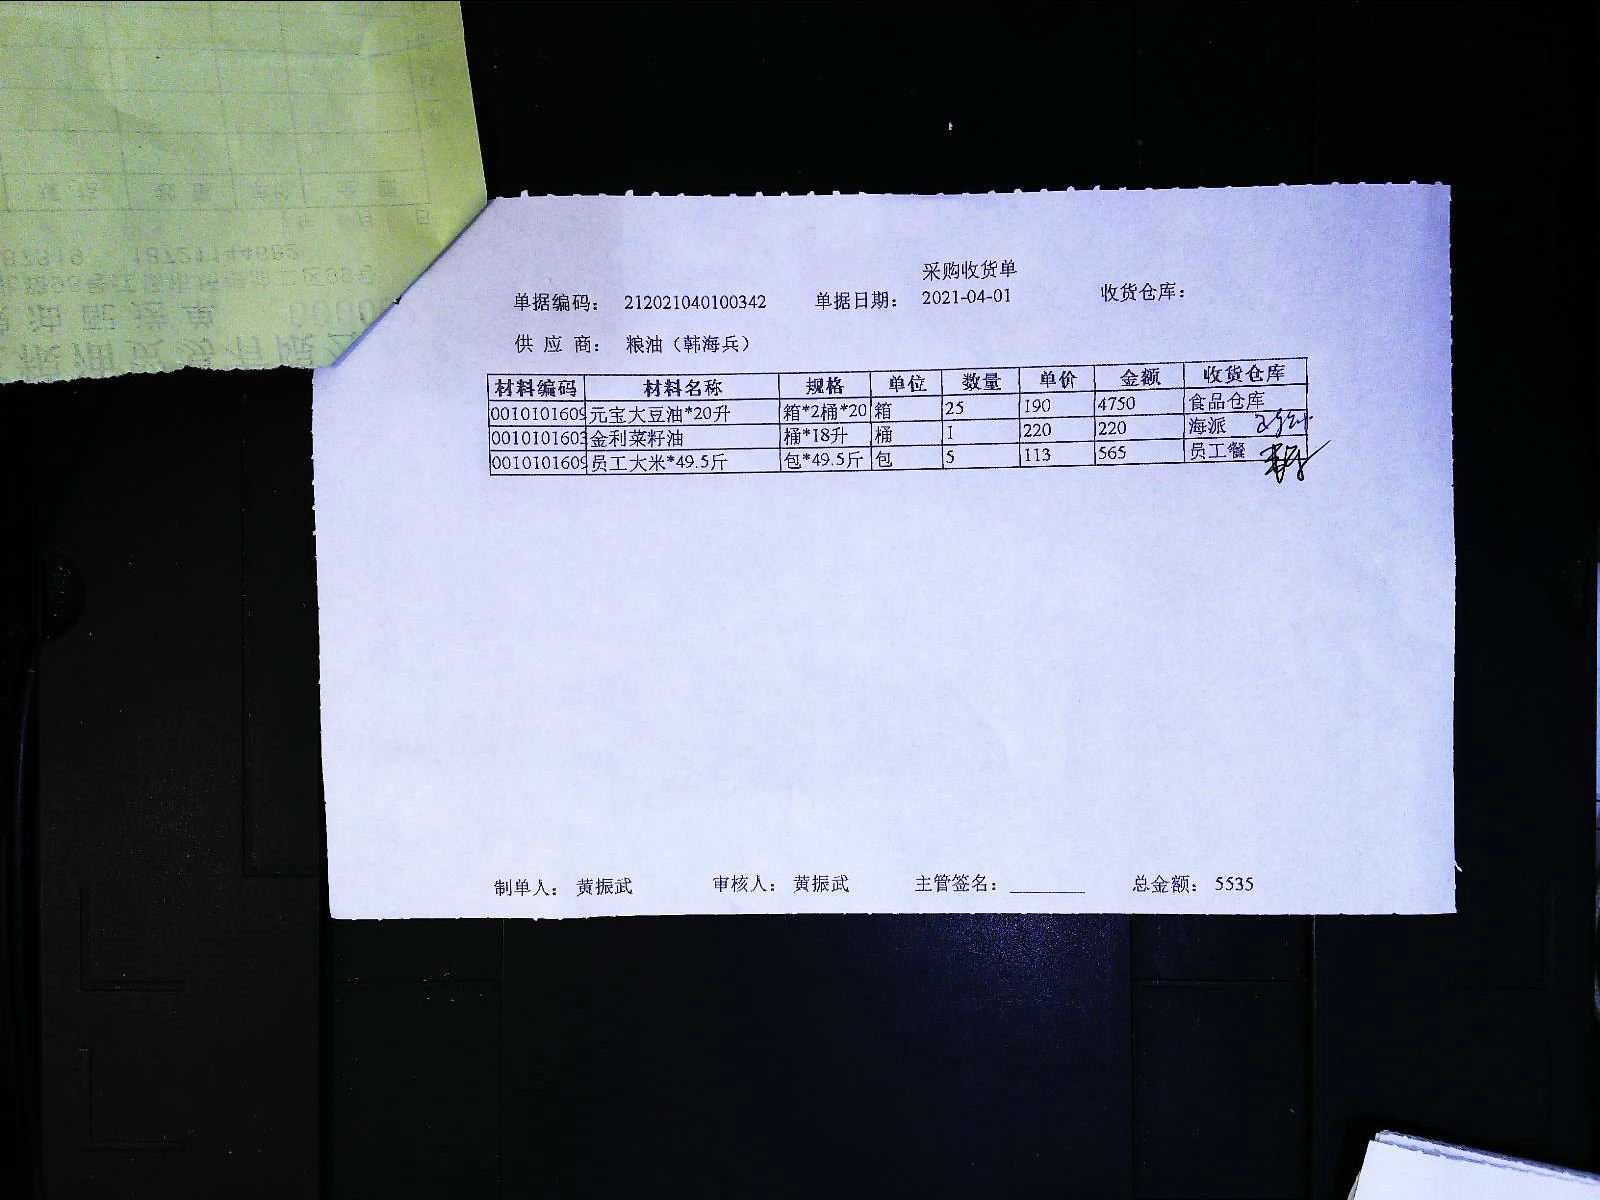 采购收货单
单据编码： 212021040100342 单据日期： 2021-04-01 收货仓库：
供 应 商： 粮油（韩海兵）
材料编码 材料名称 规格 单位 数量 单价 金额 收货仓库
0010101609 元宝大豆油*20升 箱*2桶*20 箱 25 190 4750 食品仓库
0010101603 金利菜籽油 桶*18升 桶 1 220 220 海派
0010101609 员工大米*49.5斤 包*49.5斤 包 5 113 565 员工餐
制单人： 黄振武 审核人： 黄振武 主管签名：________ 总金额： 5535